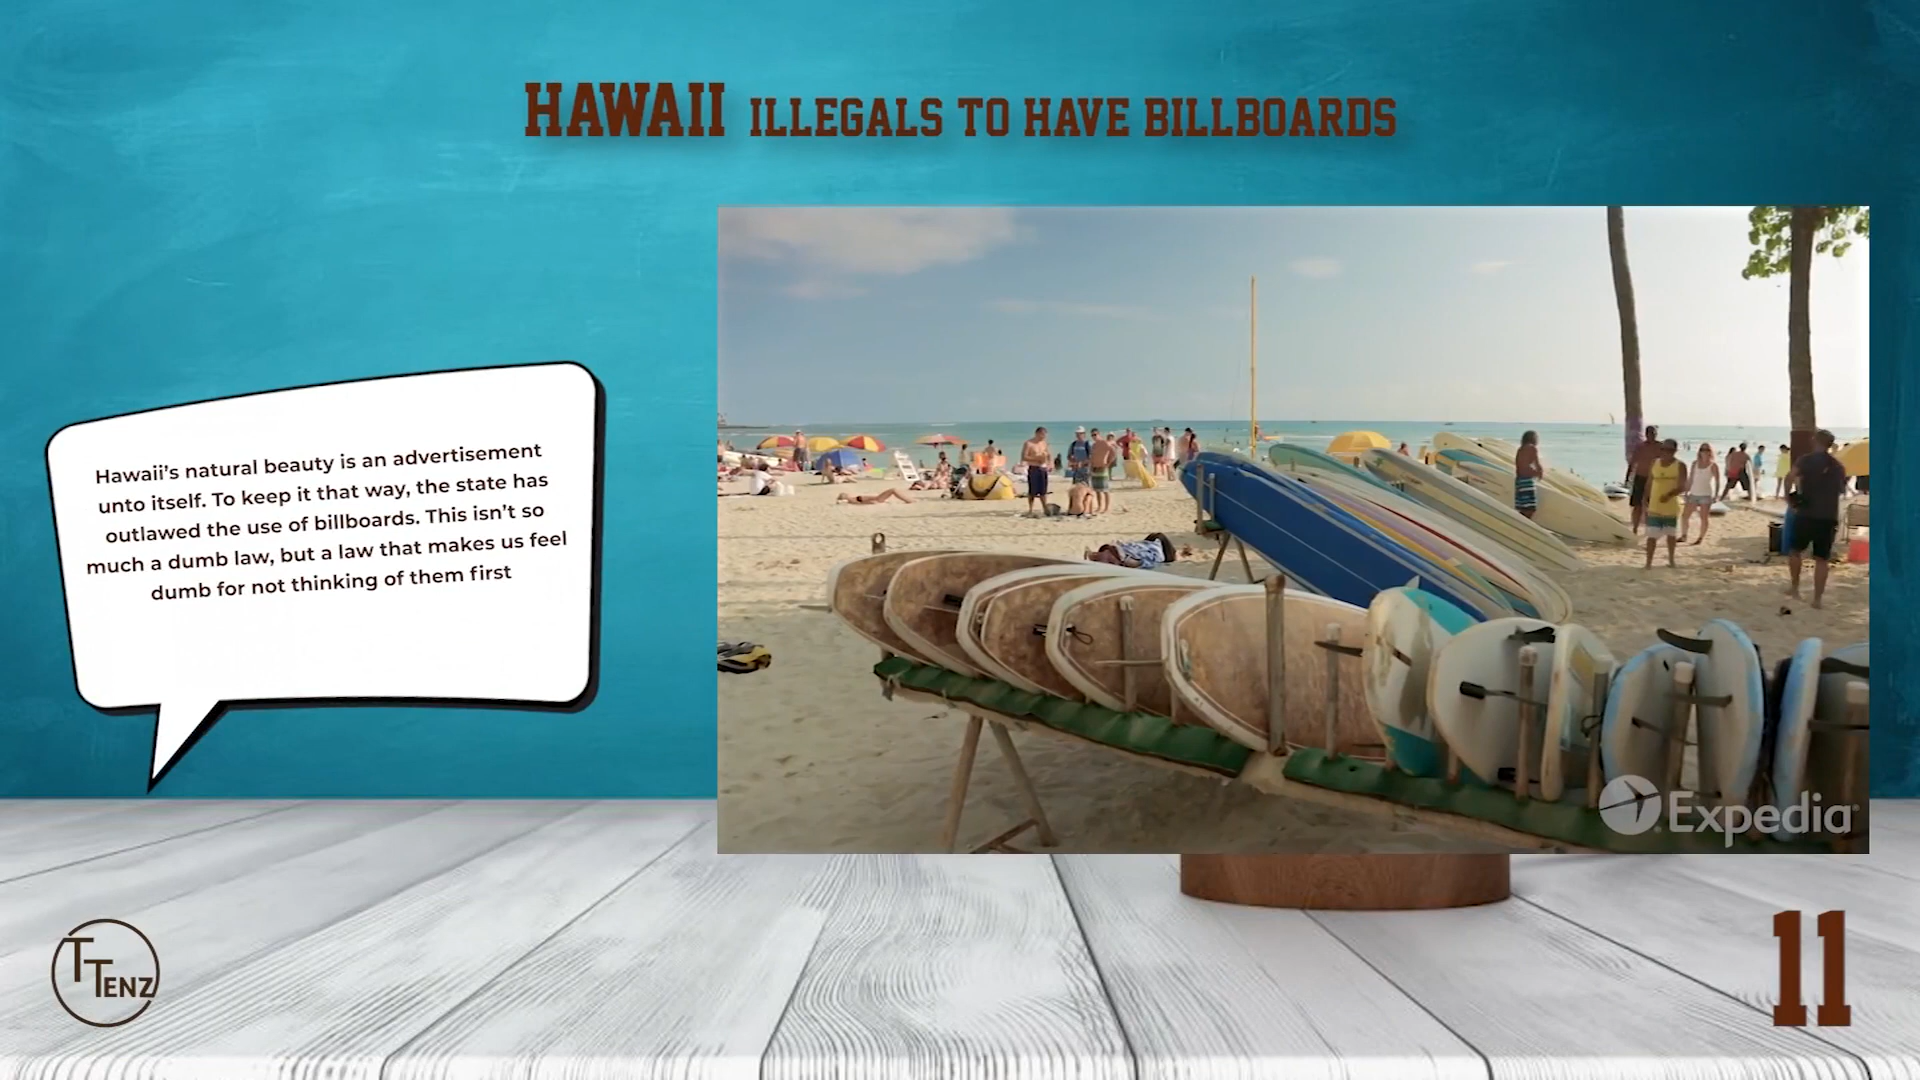 HAWAII ILLEGALS TO HAVE BILLBOARDS
Hawaii's natural beauty is an advertisement
unto itself. To keep it that way, the state has
outlawed the use of billboards. This isn't so
much a dumb law, but a law that makes us feel
dumb for not thinking of them first
Expedia
T TENZ
11